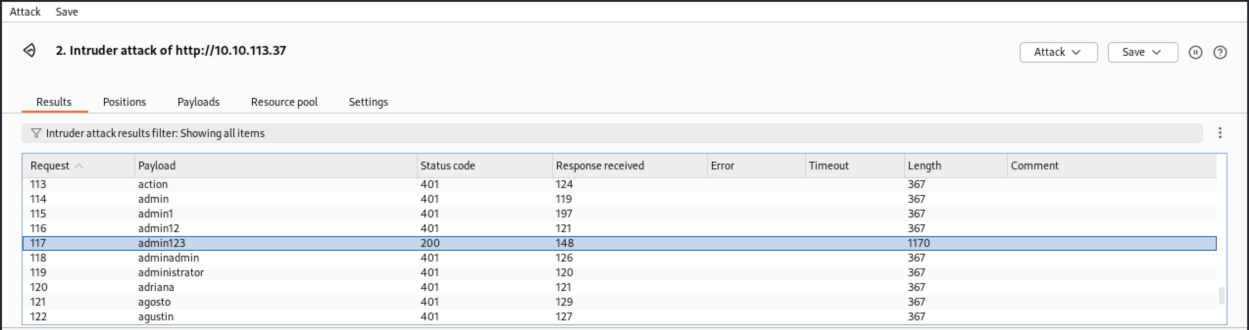 Attack Save
2. Intruder attack of http://10.10.113.37
Attack Save
Results Positions Payloads Resource pool Settings
Intruder attack results filter: Showing all items
Request Payload Status code Response received Error Timeout Length Comment
113 action 401 124 367
114 admin 401 119 367
115 admin1 401 197 367
116 admin12 401 121 367
117 admin123 200 148 1170
118 adminadmin 401 126 367
119 administrator 401 120 367
120 adriana 401 121 367
121 agosto 401 129 367
122 agustin 401 127 367